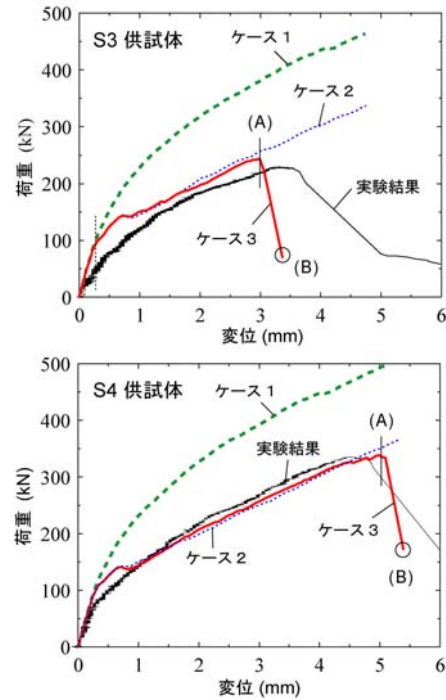 S3 供試体
ケース1
ケース2
(A)
実験結果
ケース3
(B)
荷重 (kN)
500
400
300
200
100
0
0 1 2 3 4 5 6
変位 (mm)
S4 供試体
ケース1
(A)
実験結果
ケース3
ケース2
(B)
荷重 (kN)
500
400
300
200
100
0
0 1 2 3 4 5 6
変位 (mm)